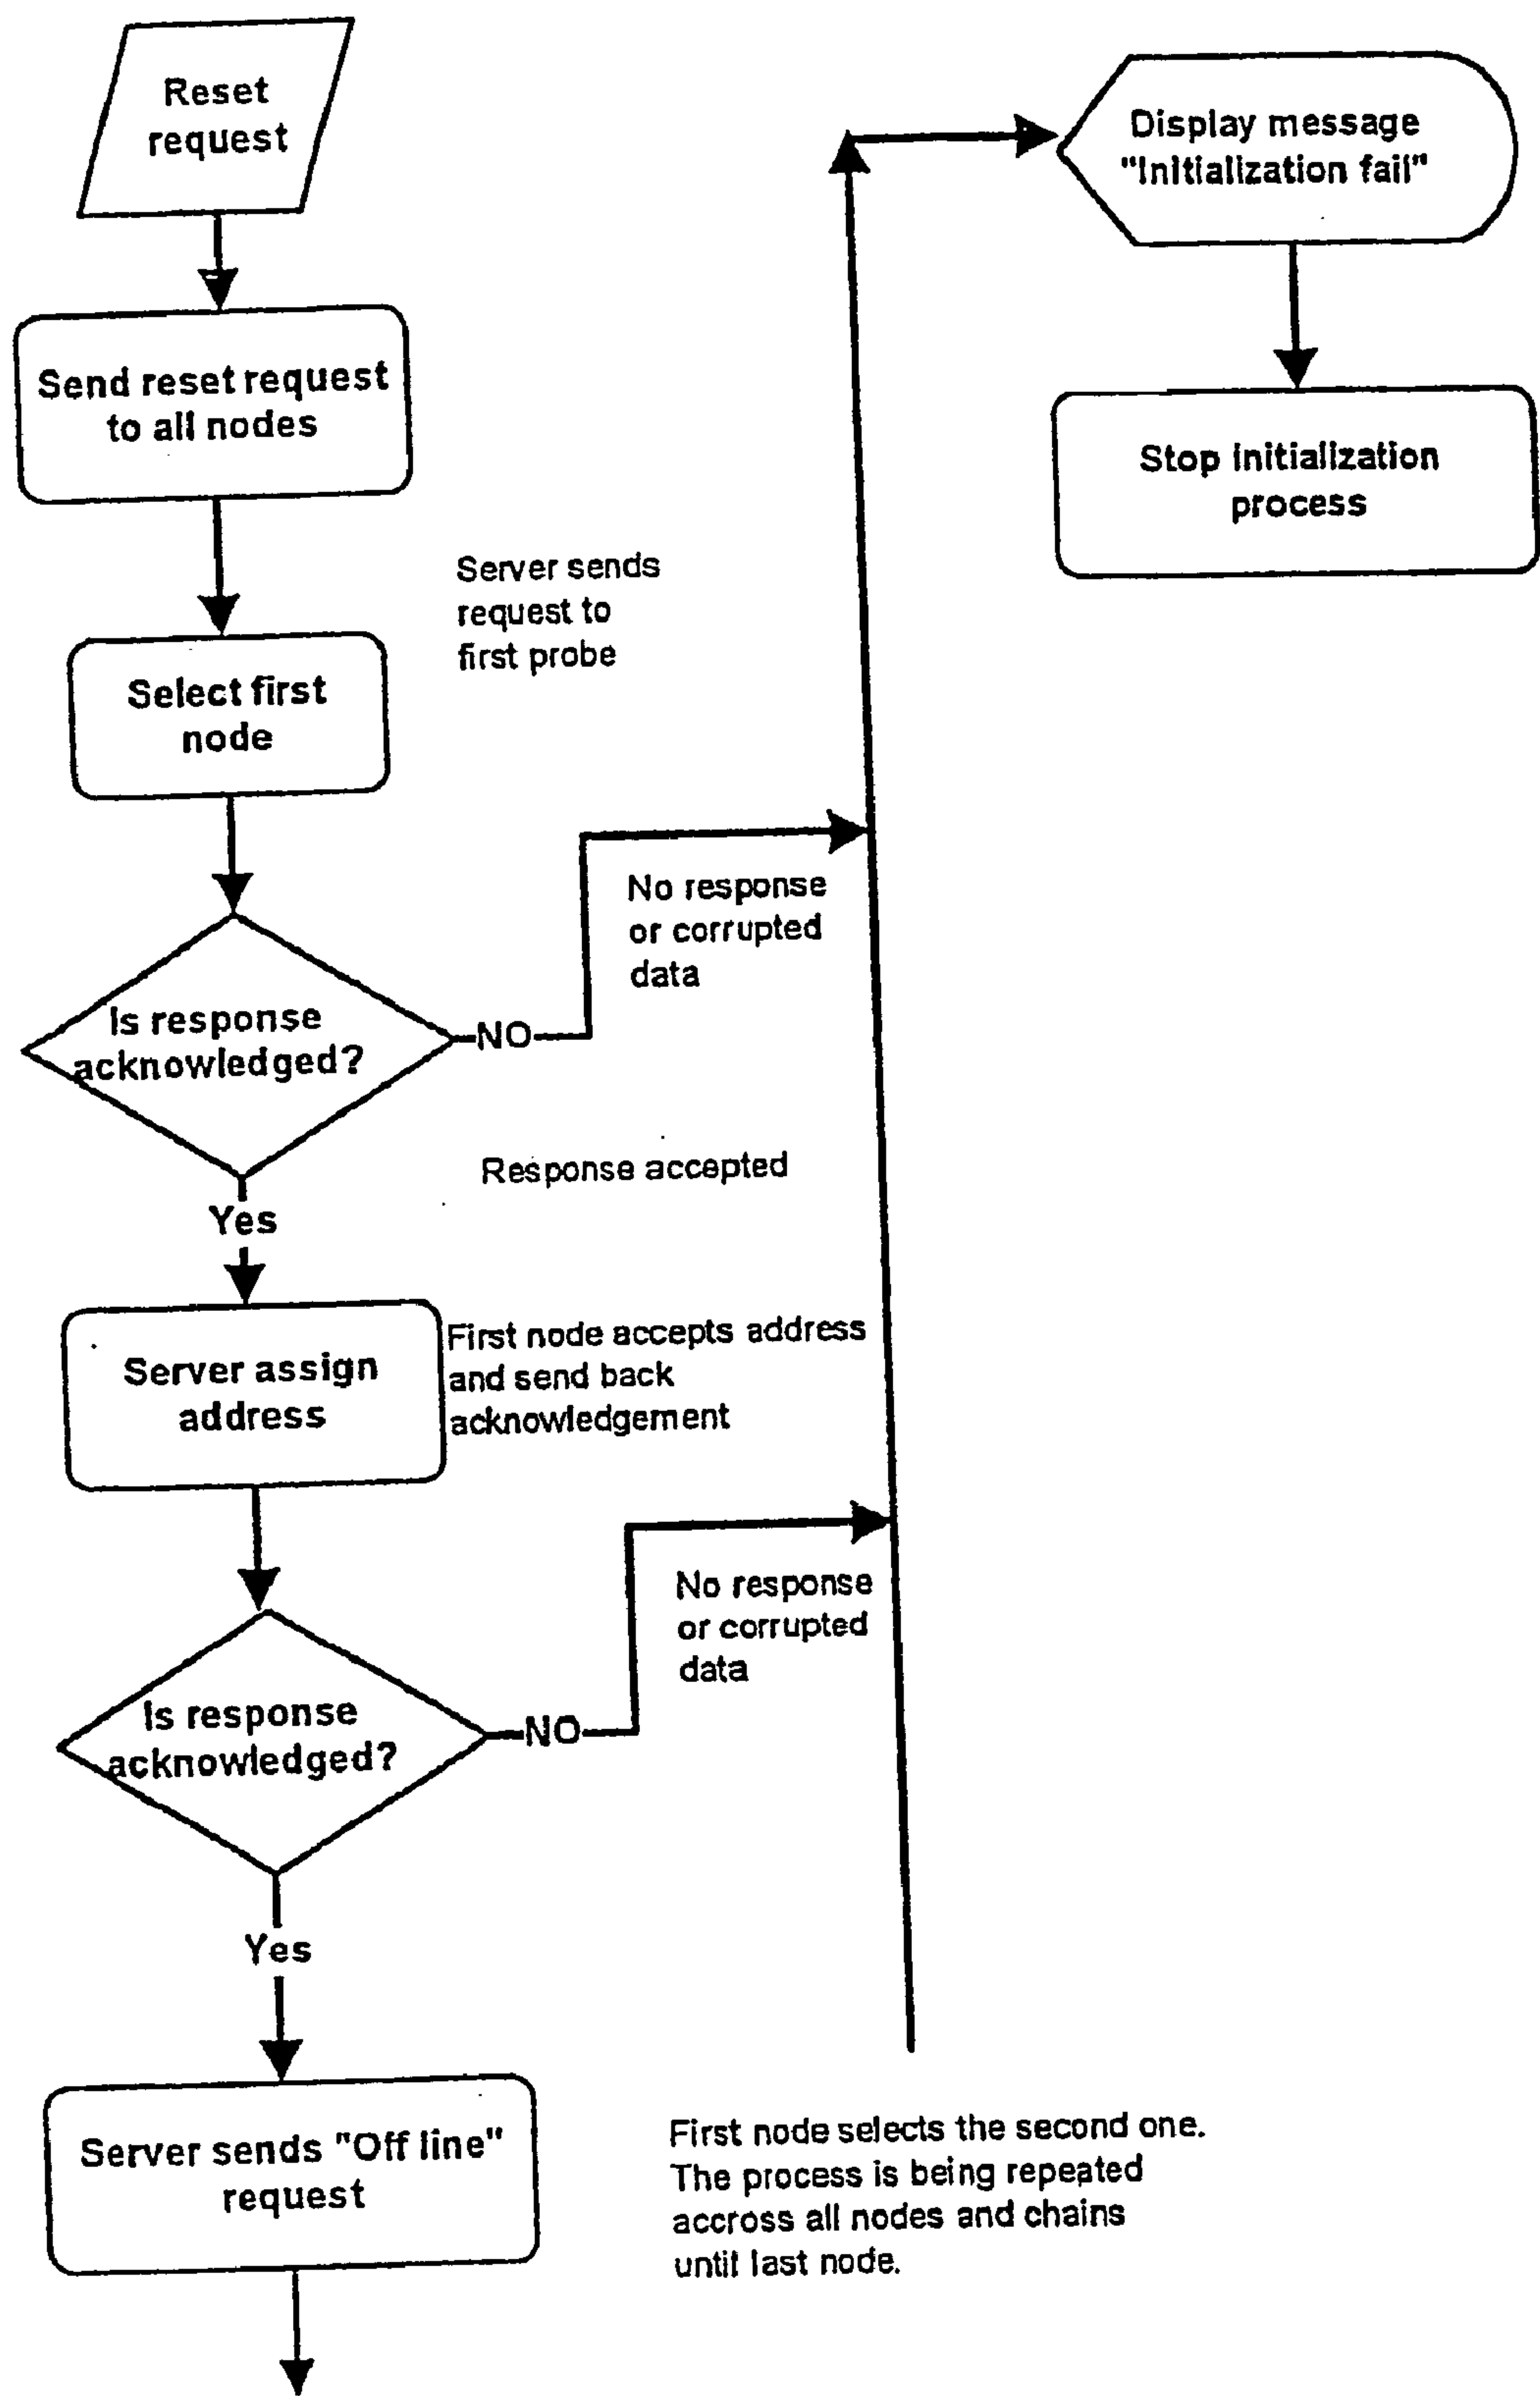 Reset
request
Display message
"Initialization fail"
Send reset request
to all nodes
Stop Initialization
process
Server sends
request to
first probe
Select first
node
No response
or corrupted
data
Is response
acknowledged?
NO
Response accepted
Yes
Server assign
address
First node accepts address
and send back
acknowledgement
No response
or corrupted
data
Is response
acknowledged?
NO
Yes
Server sends "Off line"
request
First node selects the second one.
The process is being repeated
accross all nodes and chains
until last node.